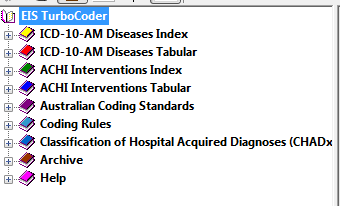 EIS TurboCoder
ICD-10-AM Diseases Index
ICD-10-AM Diseases Tabular
ACHI Interventions Index
ACHI Interventions Tabular
Australian Coding Standards
Coding Rules
Classification of Hospital Acquired Diagnoses (CHADx
Archive
Help